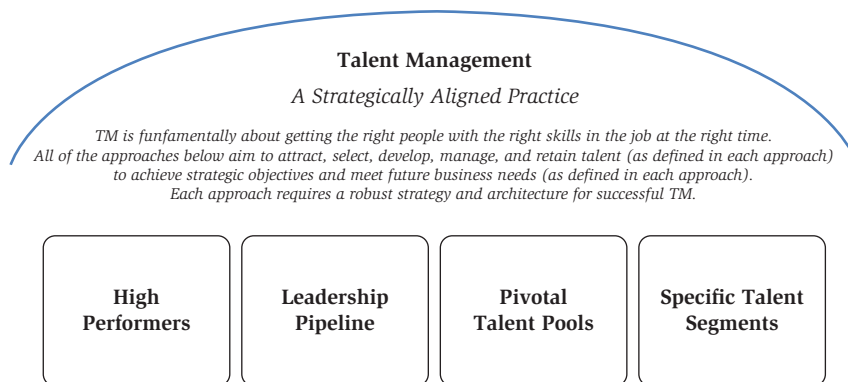 Talent Management
A Strategically Aligned Practice
TM is funfamentally about getting the right people with the right skills in the job at the right time.
All of the approaches below aim to attract, select, develop, manage, and retain talent (as defined in each approach)
to achieve strategic objectives and meet future business needs (as defined in each approach).
Each approach requires a robust strategy and architecture for successful TM.
High
Performers
Leadership
Pipeline
Pivotal
Talent Pools
Specific Talent
Segments